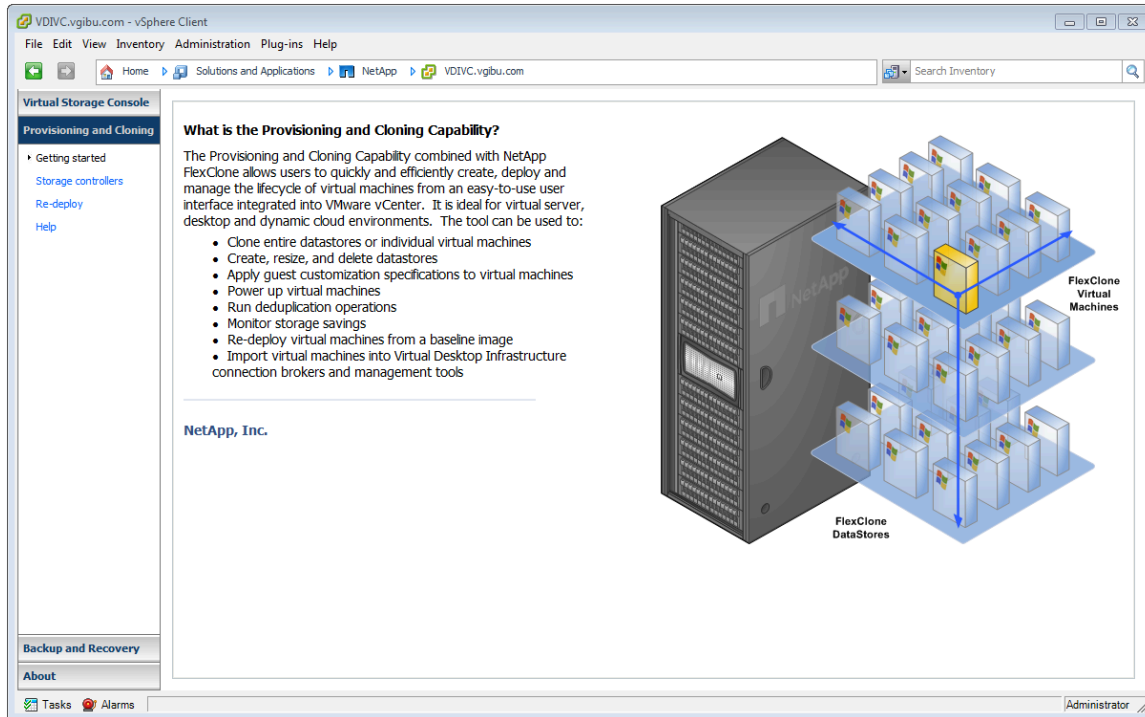 VDIVC.vgibu.com - vSphere Client
File Edit View Inventory Administration Plug-ins Help
Home Solutions and Applications NetApp VDIVC.vgibu.com
Search Inventory
Virtual Storage Console
Provisioning and Cloning
Getting started
Storage controllers
Re-deploy
Help
What is the Provisioning and Cloning Capability?
The Provisioning and Cloning Capability combined with NetApp
FlexClone allows users to quickly and efficiently create, deploy and
manage the lifecycle of virtual machines from an easy-to-use user
interface integrated into VMware vCenter. It is ideal for virtual server,
desktop and dynamic cloud environments. The tool can be used to:
• Clone entire datastores or individual virtual machines
• Create, resize, and delete datastores
• Apply guest customization specifications to virtual machines
• Power up virtual machines
• Run deduplication operations
• Monitor storage savings
• Re-deploy virtual machines from a baseline image
• Import virtual machines into Virtual Desktop Infrastructure
connection brokers and management tools
NetApp, Inc.
NetApp
FlexClone
Virtual
Machines
FlexClone
DataStores
Backup and Recovery
About
Tasks Alarms
Administrator